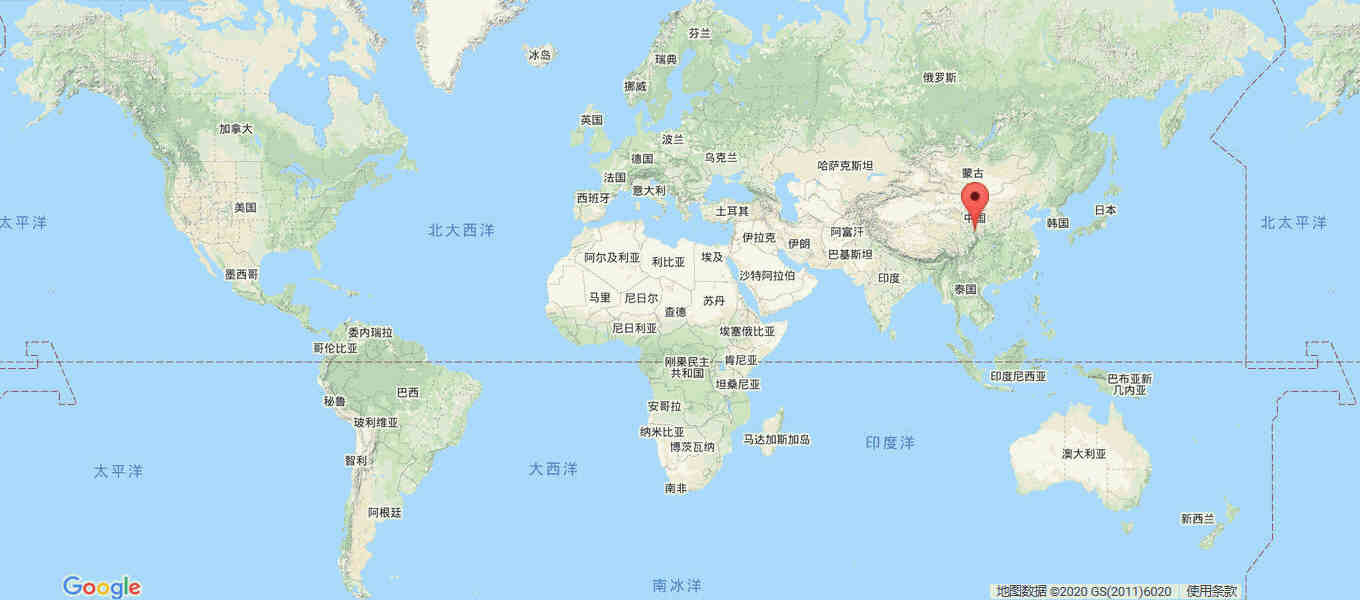 芬兰
冰岛
瑞典
俄罗斯
挪威
英国
加拿大
波兰
德国
乌克兰
哈萨克斯坦
蒙古
法国
意大利
西班牙
美国
土耳其
日本
中国
韩国
太平洋
北大西洋
北太平洋
伊拉克
伊朗
阿富汗
阿尔及利亚
利比亚
埃及
巴基斯坦
墨西哥
沙特阿拉伯
印度
泰国
马里
尼日尔
苏丹
查德
尼日利亚
埃塞俄比亚
委内瑞拉
哥伦比亚
刚果民主
共和国
肯尼亚
印度尼西亚
巴布亚新
几内亚
坦桑尼亚
巴西
秘鲁
安哥拉
玻利维亚
纳米比亚
博茨瓦纳
马达加斯加岛
印度洋
澳大利亚
智利
太平洋
大西洋
南非
阿根廷
新西兰
南冰洋
Google
地图数据 ©2020 GS(2011)6020 使用条款